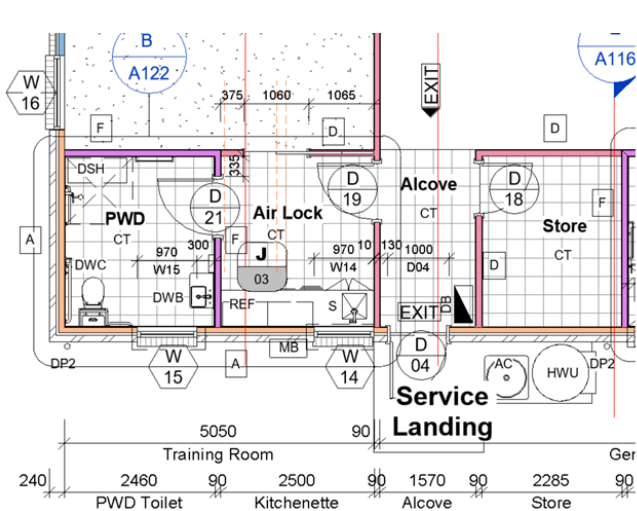 B
A122
A116
W
16
EXIT
375
1060
1065
F
D
D
335
DSH
D
21
D
19
Alcove
D
18
PWD
Air Lock
CT
CT
CT
F
Store
CT
A
970
300
F
J
970
10
130
1000
D
DWC
W15
W14
D04
03
DWB
REF
S
EXIT
DB
MB
D
04
DP2
W
15
A
W
14
AC
HWU
DP2
Service
Landing
5050
90
Training Room
Ger
240
2460
90
2500
90
1570
90
2285
90
PWD Toilet
Kitchenette
Alcove
Store